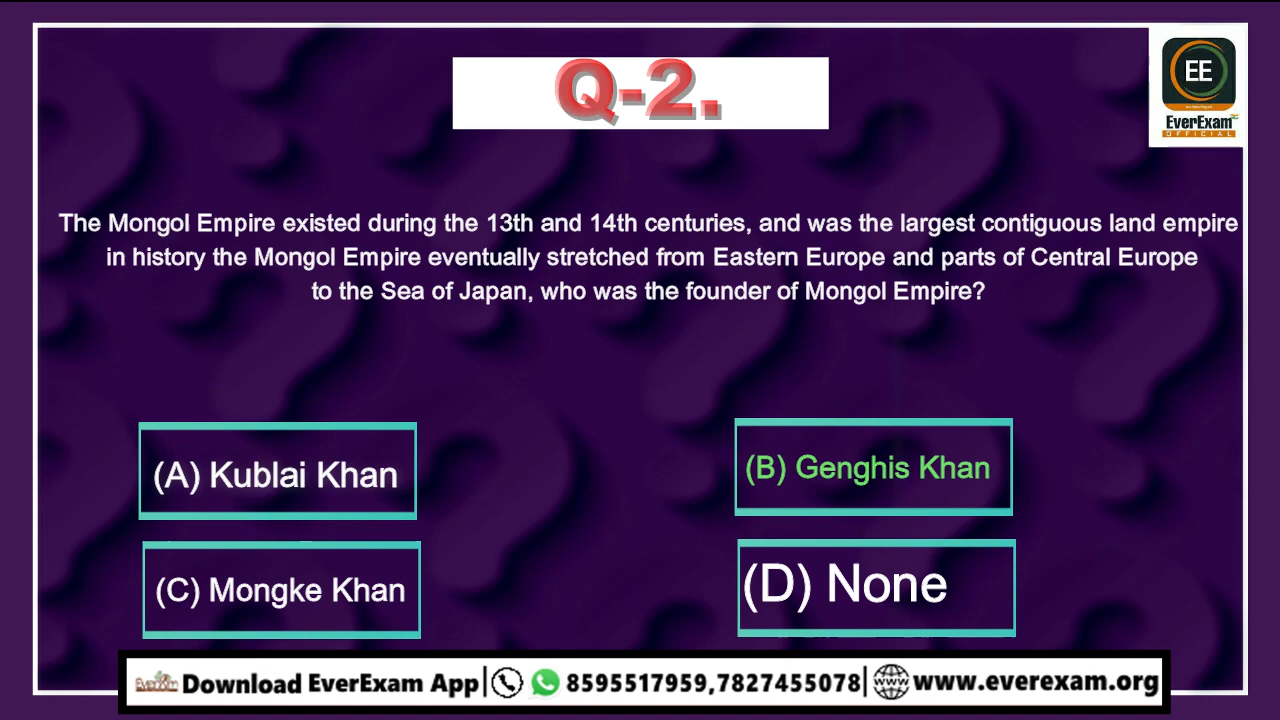 Q-2.
EE
EverExam
OFFICIAL
The Mongol Empire existed during the 13th and 14th centuries, and was the largest contiguous land empire
in history the Mongol Empire eventually stretched from Eastern Europe and parts of Central Europe
to the Sea of Japan, who was the founder of Mongol Empire?
(A) Kublai Khan
(B) Genghis Khan
(C) Mongke Khan
(D) None
Download EverExam App| 8595517959,7827455078| www.everexam.org